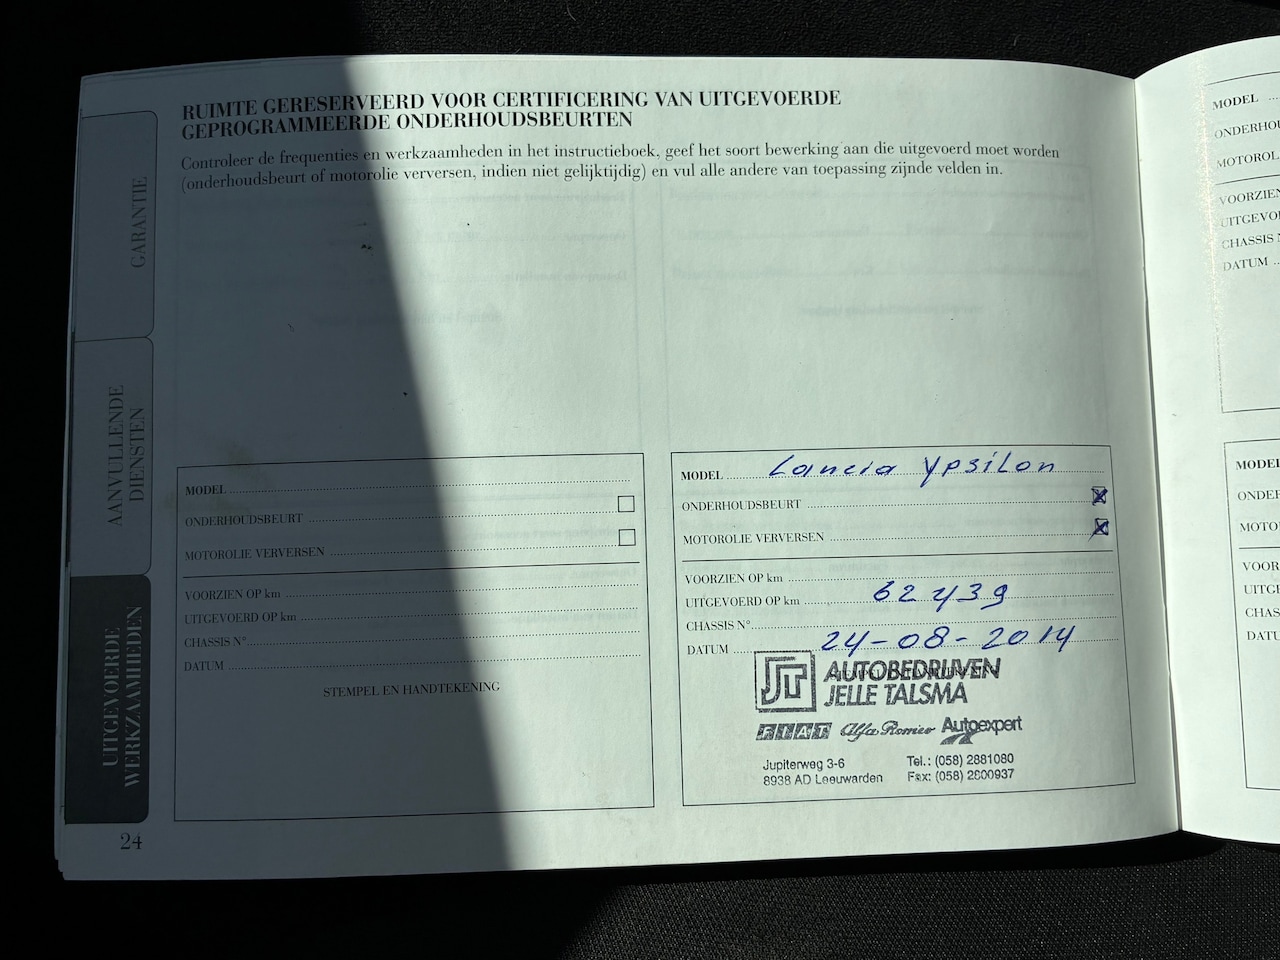 RUIMTE GERESERVEERD VOOR CERTIFICERING VAN UITGEVOERDE
GEPROGRAMMEERDE ONDERHOUDSBEURTEN
Controleer de frequenties en werkzaamheden in het instructieboek, geef het soort bewerking aan die uitgevoerd moet worden
(onderhoudsbeurt of motorolie verversen, indien niet gelijktijdig) en vul alle andere van toepassing zijnde velden in.
GARANTIE
AANVULLENDE
DIENSTEN
UITGEVOERDE
WERKZAAMHEDEN
24
MODEL
ONDERHOUDSBEURT
MOTOROLIE VERVERSEN
VOORZIEN OP km
UITGEVOERD OP km
CHASSIS N°
DATUM
STEMPEL EN HANDTEKENING
MODEL Lancia Ypsilon
ONDERHOUDSBEURT X
MOTOROLIE VERVERSEN X
VOORZIEN OP km
UITGEVOERD OP km 62439
CHASSIS N°
DATUM 24-08-2014
JT AUTOBEDRIJVEN
JELLE TALSMA
FIAT Alfa Romeo Autoexpert
Jupiterweg 3-6 Tel.: (058) 2881080
8938 AD Leeuwarden Fax: (058) 2800937
MODEL
VOORZIEN
CHASSIS
DATUM
MODEL